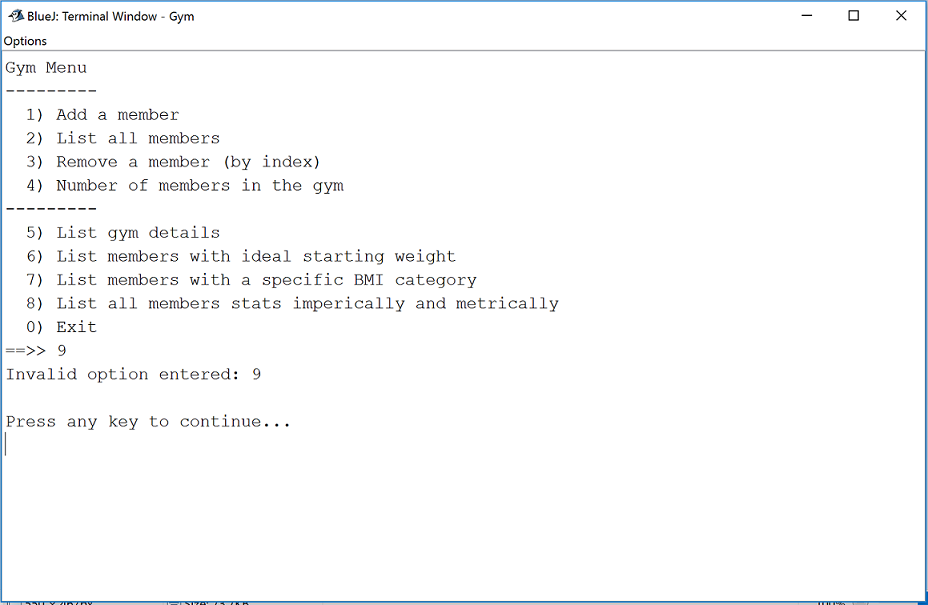 BlueJ: Terminal Window - Gym
Options
Gym Menu
---------
1) Add a member
2) List all members
3) Remove a member (by index)
4) Number of members in the gym
---------
5) List gym details
6) List members with ideal starting weight
7) List members with a specific BMI category
8) List all members stats imperically and metrically
0) Exit
==>> 9
Invalid option entered: 9
Press any key to continue...